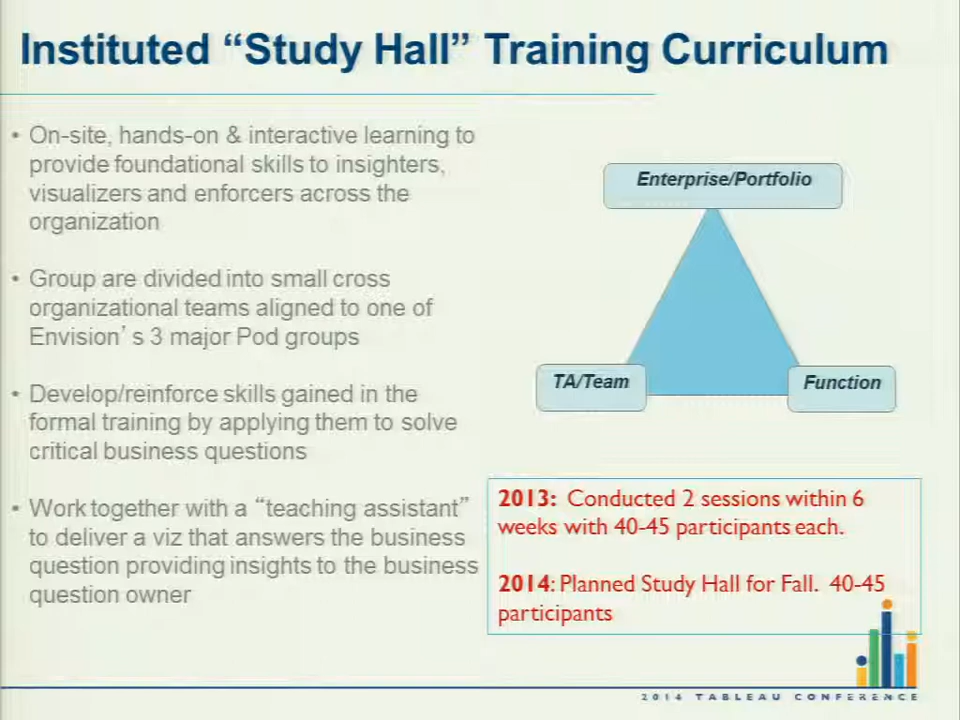 Instituted “Study Hall” Training Curriculum
• On-site, hands-on & interactive learning to
provide foundational skills to insighters,
visualizers and enforcers across the
organization
• Group are divided into small cross
organizational teams aligned to one of
Envision’s 3 major Pod groups
• Develop/reinforce skills gained in the
formal training by applying them to solve
critical business questions
• Work together with a “teaching assistant”
to deliver a viz that answers the business
question providing insights to the business
question owner
Enterprise/Portfolio
TA/Team
Function
2013: Conducted 2 sessions within 6
weeks with 40-45 participants each.
2014: Planned Study Hall for Fall. 40-45
participants
2014 TABLEAU CONFERENCE